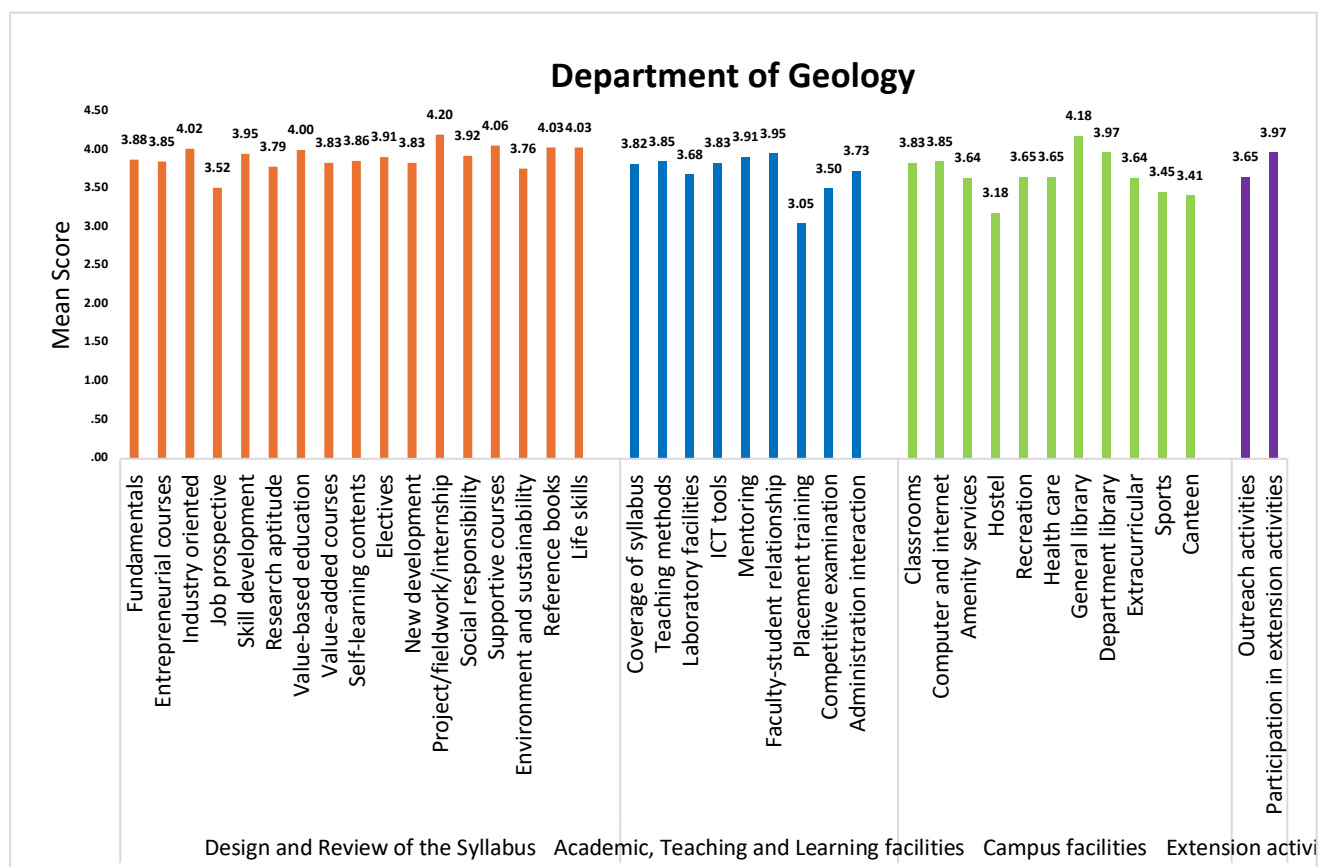 Department of Geology
Mean Score
4.50
4.00
3.50
3.00
2.50
2.00
1.50
1.00
.50
.00
3.88
3.85
4.02
3.52
3.95
3.79
4.00
3.83
3.86
3.91
3.83
4.20
3.92
4.06
3.76
4.03
4.03
3.82
3.85
3.68
3.83
3.91
3.95
3.05
3.50
3.73
3.83
3.85
3.64
3.18
3.65
3.65
4.18
3.97
3.64
3.45
3.41
3.65
3.97
Fundamentals
Entrepreneurial courses
Industry oriented
Job prospective
Skill development
Research aptitude
Value-based education
Value-added courses
Self-learning contents
Electives
New development
Project/fieldwork/internship
Social responsibility
Supportive courses
Environment and sustainability
Reference books
Life skills
Coverage of syllabus
Teaching methods
Laboratory facilities
ICT tools
Mentoring
Faculty-student relationship
Placement training
Competitive examination
Administration interaction
Classrooms
Computer and internet
Amenity services
Hostel
Recreation
Health care
General library
Department library
Extracurricular
Sports
Canteen
Outreach activities
Participation in extension activities
Design and Review of the Syllabus
Academic, Teaching and Learning facilities
Campus facilities
Extension activi